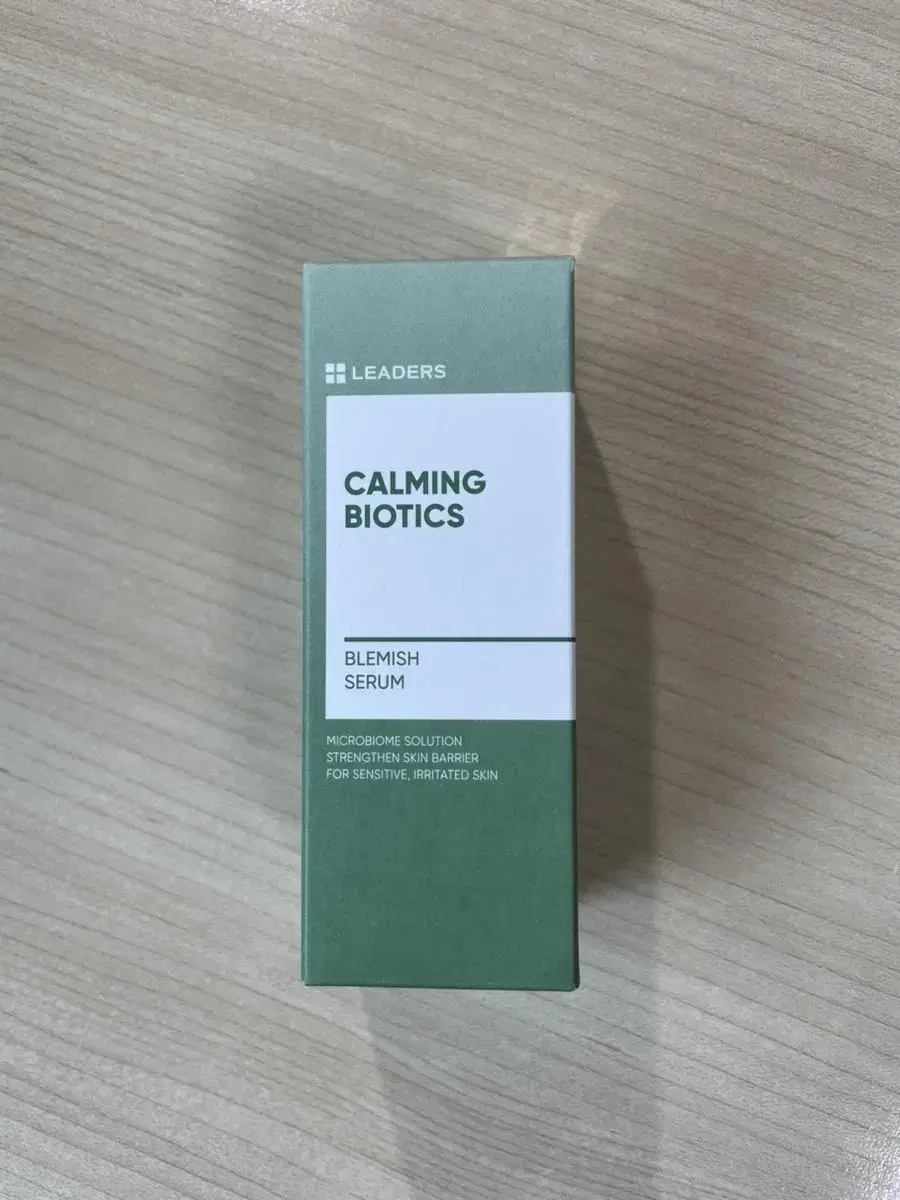 LEADERS
CALMING
BIOTICS
BLEMISH
SERUM
MICROBIOME SOLUTION
STRENGTHEN SKIN BARRIER
FOR SENSITIVE, IRRITATED SKIN